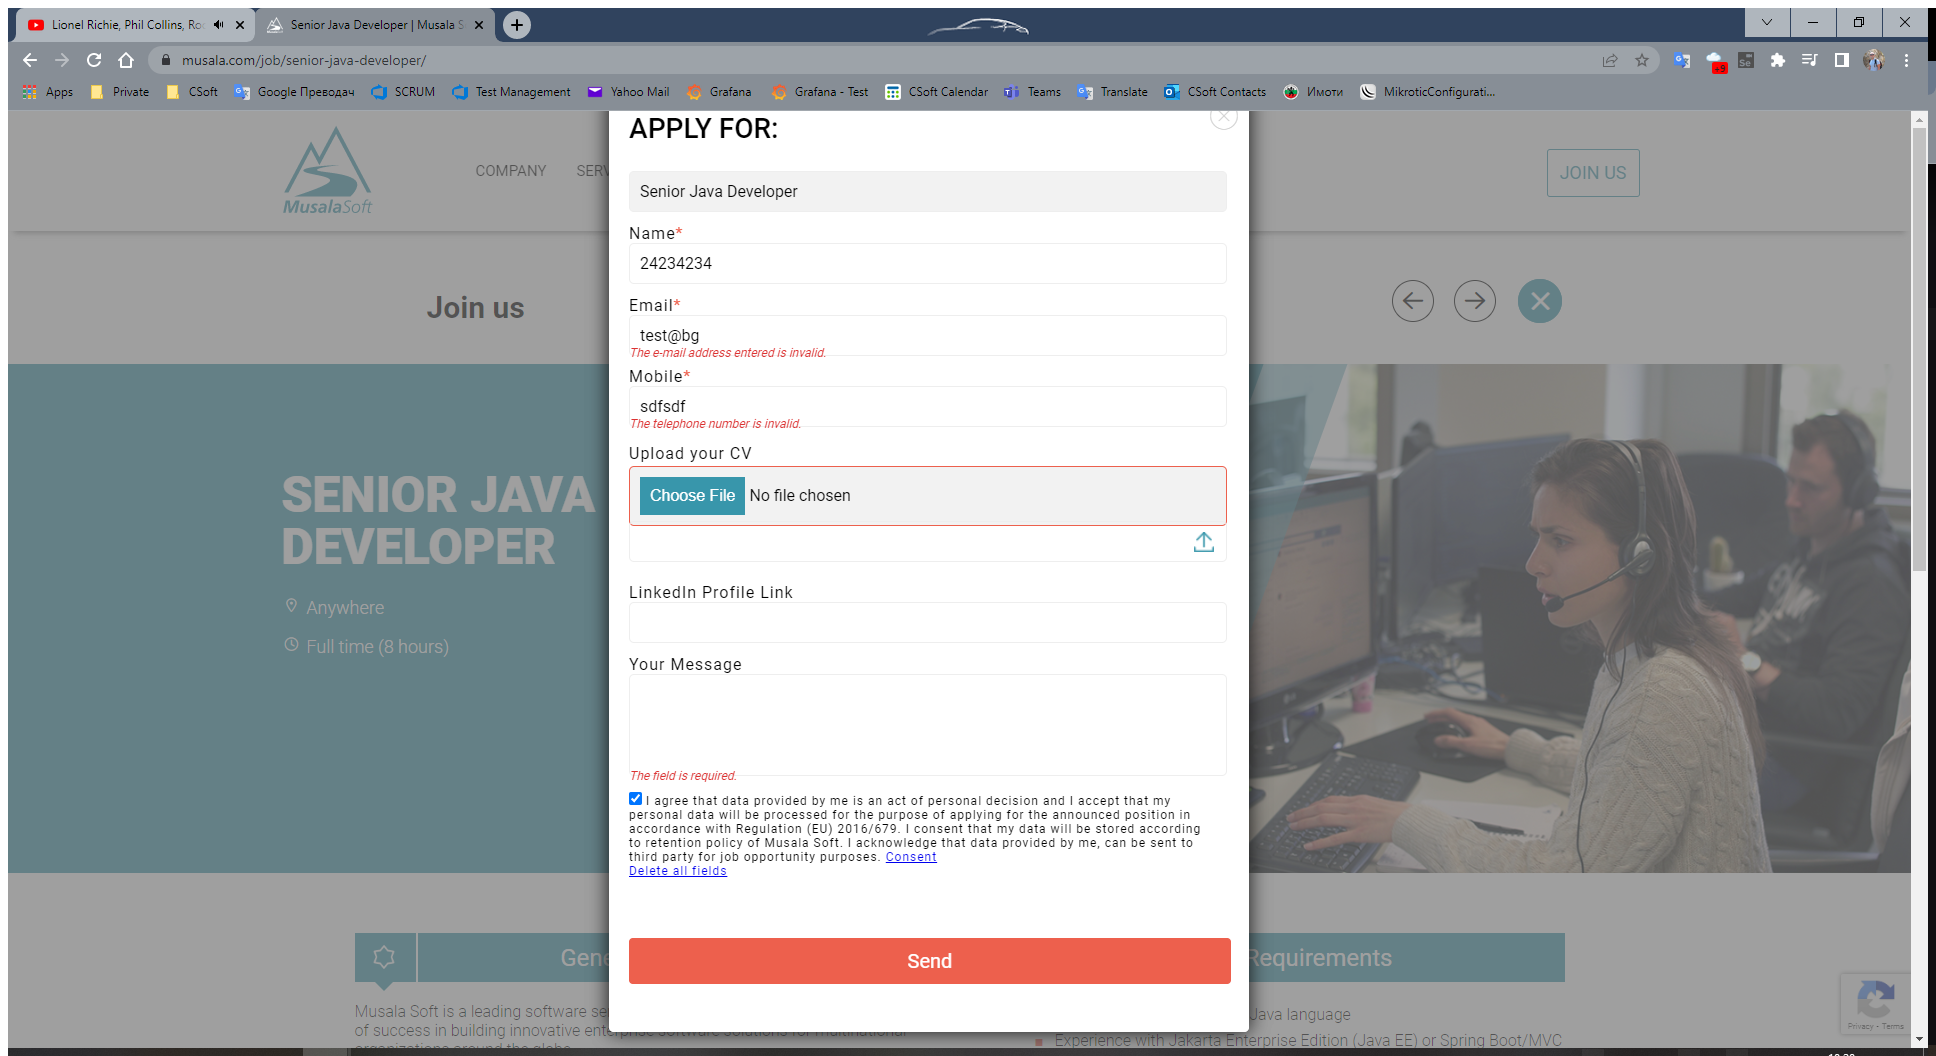 Lionel Richie, Phil Collins, Ro
Senior Java Developer | Musala S
musala.com/job/senior-java-developer/
Apps Private CSoft Google Преводач SCRUM Test Management Yahoo Mail Grafana Grafana - Test CSoft Calendar Teams Translate CSoft Contacts Имоти MikroticConfigurati...
MusalaSoft
COMPANY SERV
JOIN US
Join us
SENIOR JAVA
DEVELOPER
Anywhere
Full time (8 hours)
APPLY FOR:
Senior Java Developer
Name*
24234234
Email*
test@bg
The e-mail address entered is invalid.
Mobile*
sdfsdf
The telephone number is invalid.
Upload your CV
Choose File No file chosen
LinkedIn Profile Link
Your Message
The field is required.
I agree that data provided by me is an act of personal decision and I accept that my
personal data will be processed for the purpose of applying for the announced position in
accordance with Regulation (EU) 2016/679. I consent that my data will be stored according
to retention policy of Musala Soft. I acknowledge that data provided by me, can be sent to
third party for job opportunity purposes. Consent
Delete all fields
Send
Gene
Requirements
Musala Soft is a leading software se
of success in building innovative enterprise software solutions for multinational
organizations around the globe
Java language
Experience with Jakarta Enterprise Edition (Java EE) or Spring Boot/MVC
Privacy - Terms